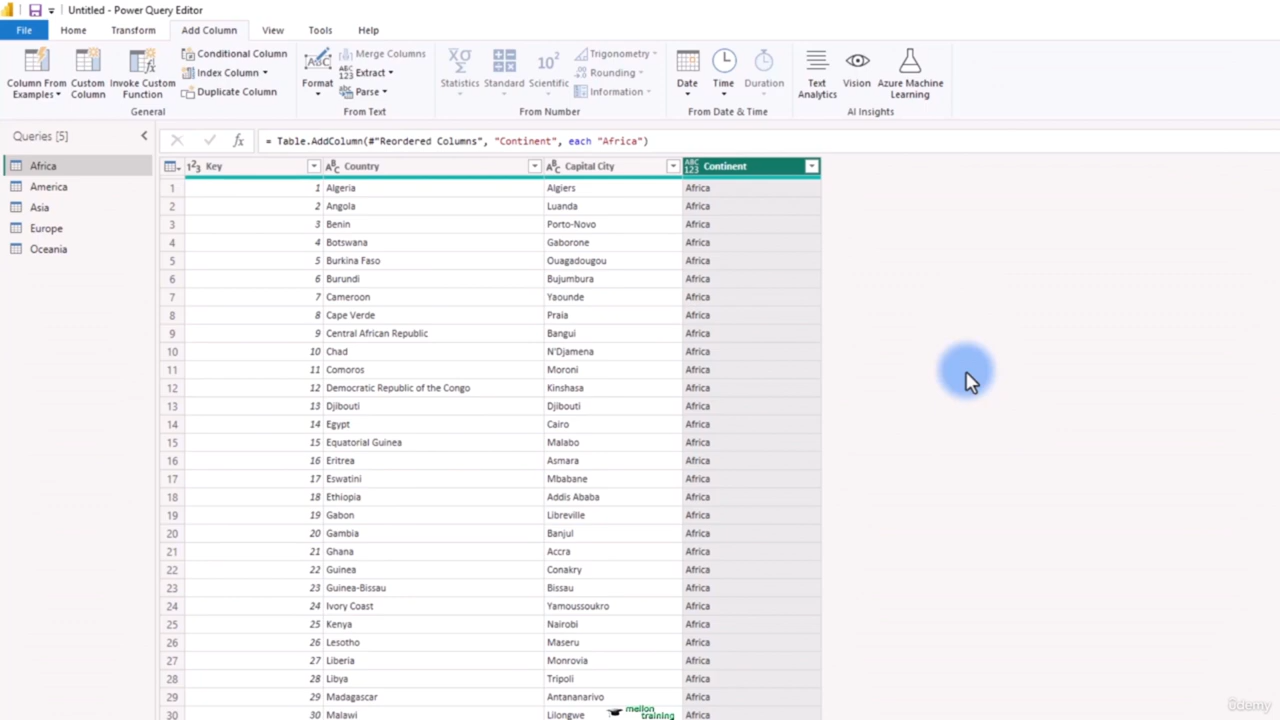 Untitled - Power Query Editor
File Home Transform Add Column View Tools Help
Column From Examples
Custom Column
Invoke Custom Function
Conditional Column
Index Column
Duplicate Column
General
Format
ABC 123
Merge Columns
Extract
Parse
From Text
Statistics
Standard
Scientific
Trigonometry
Rounding
Information
From Number
Date
Time
Duration
From Date & Time
Text Analytics
Vision
Azure Machine Learning
AI Insights
Queries [5]
Africa
America
Asia
Europe
Oceania
fx = Table.AddColumn(#"Reordered Columns", "Continent", each "Africa")
Key Country Capital City Continent
1 1 Algeria Algiers Africa
2 2 Angola Luanda Africa
3 3 Benin Porto-Novo Africa
4 4 Botswana Gaborone Africa
5 5 Burkina Faso Ouagadougou Africa
6 6 Burundi Bujumbura Africa
7 7 Cameroon Yaounde Africa
8 8 Cape Verde Praia Africa
9 9 Central African Republic Bangui Africa
10 10 Chad N'Djamena Africa
11 11 Comoros Moroni Africa
12 12 Democratic Republic of the Congo Kinshasa Africa
13 13 Djibouti Djibouti Africa
14 14 Egypt Cairo Africa
15 15 Equatorial Guinea Malabo Africa
16 16 Eritrea Asmara Africa
17 17 Eswatini Mbabane Africa
18 18 Ethiopia Addis Ababa Africa
19 19 Gabon Libreville Africa
20 20 Gambia Banjul Africa
21 21 Ghana Accra Africa
22 22 Guinea Conakry Africa
23 23 Guinea-Bissau Bissau Africa
24 24 Ivory Coast Yamoussoukro Africa
25 25 Kenya Nairobi Africa
26 26 Lesotho Maseru Africa
27 27 Liberia Monrovia Africa
28 28 Libya Tripoli Africa
29 29 Madagascar Antananarivo Africa
30 30 Malawi Lilongwe Africa
training